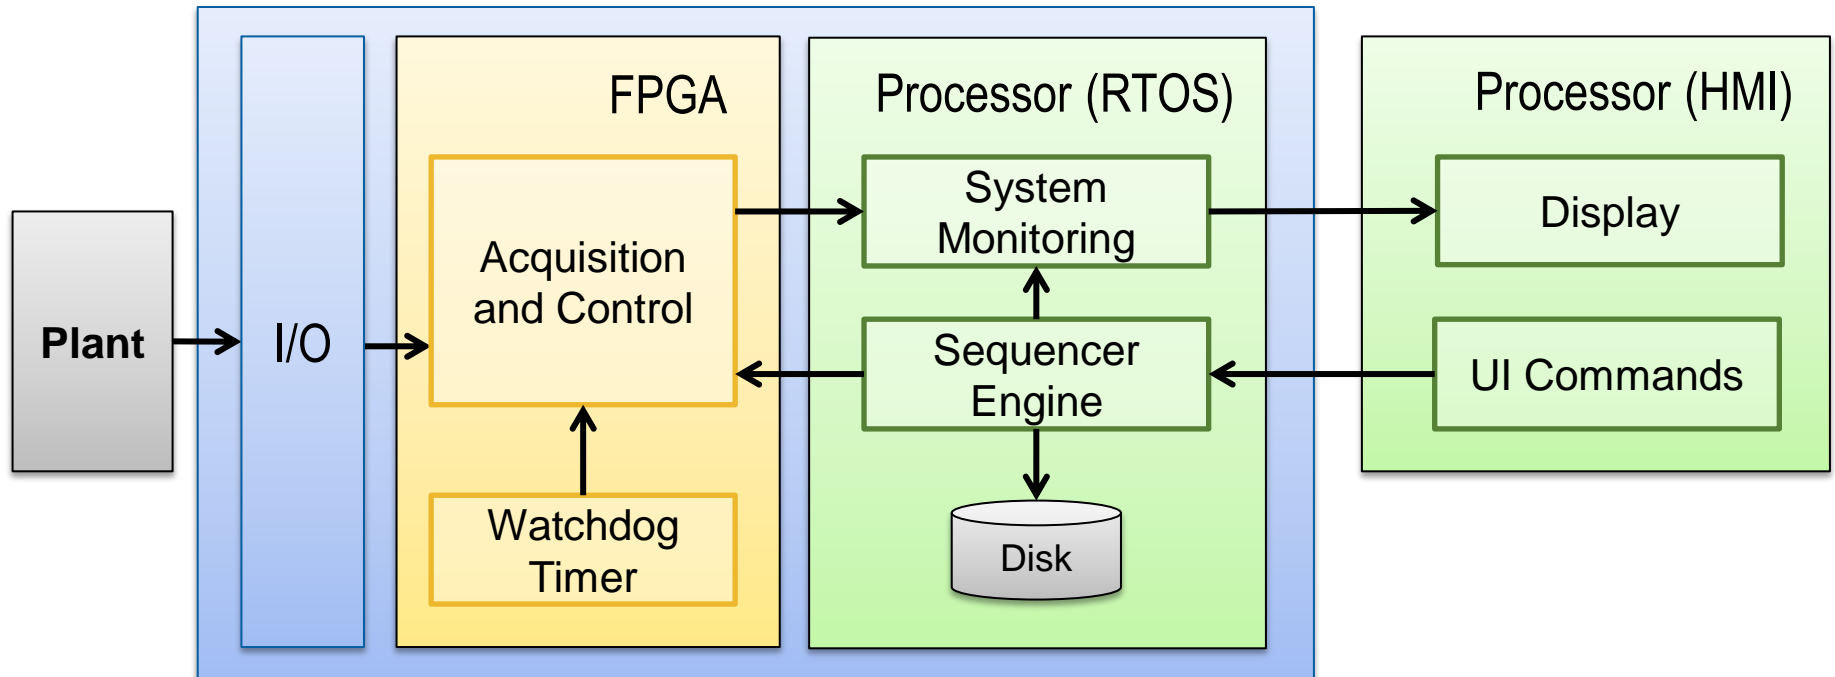 FPGA
Processor (RTOS)
Processor (HMI)
System
Monitoring
Display
Acquisition
and Control
Plant
I/O
Sequencer
Engine
UI Commands
Watchdog
Timer
Disk